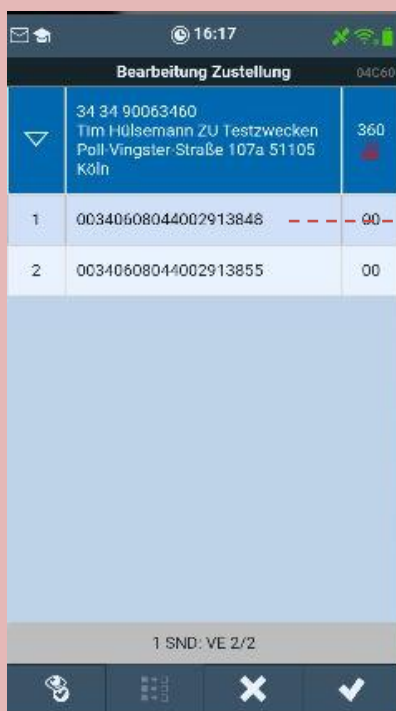 16:17
Bearbeitung Zustellung 04C60
34 34 90063460
Tim Hülsemann ZU Testzwecken 360
Poll-Vingster-Straße 107a 51105
Köln
1 00340608044002913848 00
2 00340608044002913855 00
1 SND: VE 2/2